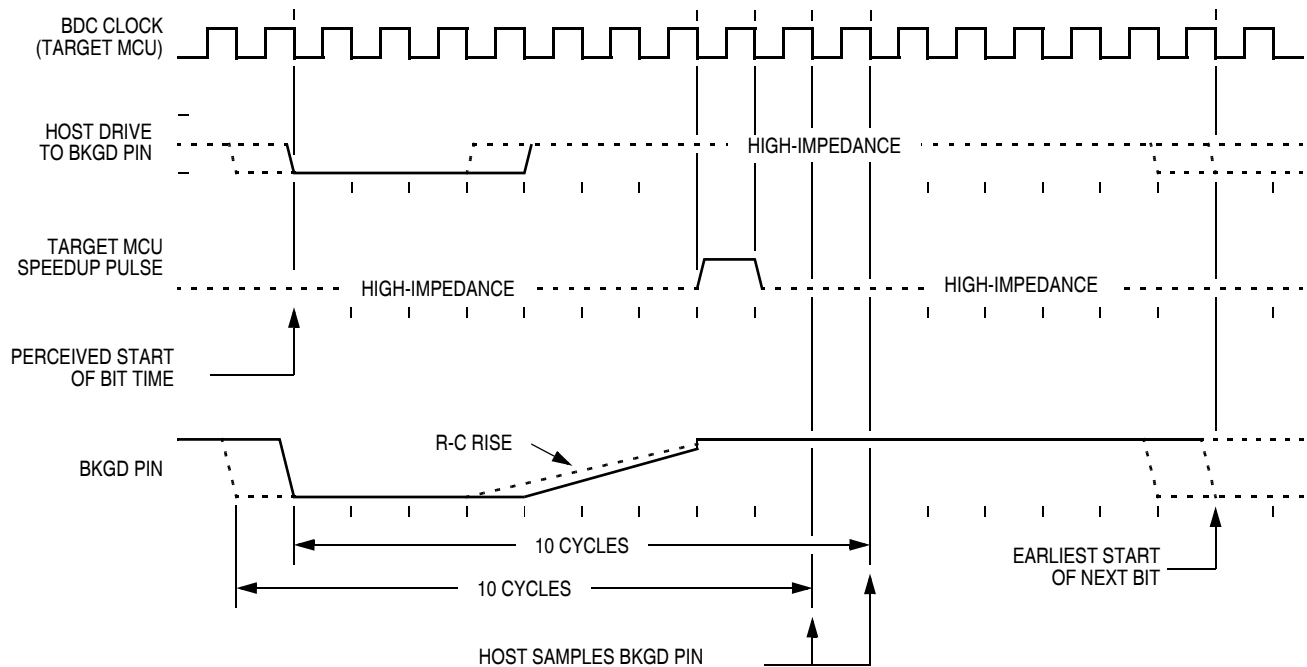 BDC CLOCK
(TARGET MCU)
HOST DRIVE
TO BKGD PIN
HIGH-IMPEDANCE
TARGET MCU
SPEEDUP PULSE
HIGH-IMPEDANCE
HIGH-IMPEDANCE
PERCEIVED START
OF BIT TIME
R-C RISE
BKGD PIN
10 CYCLES
EARLIEST START
OF NEXT BIT
10 CYCLES
HOST SAMPLES BKGD PIN